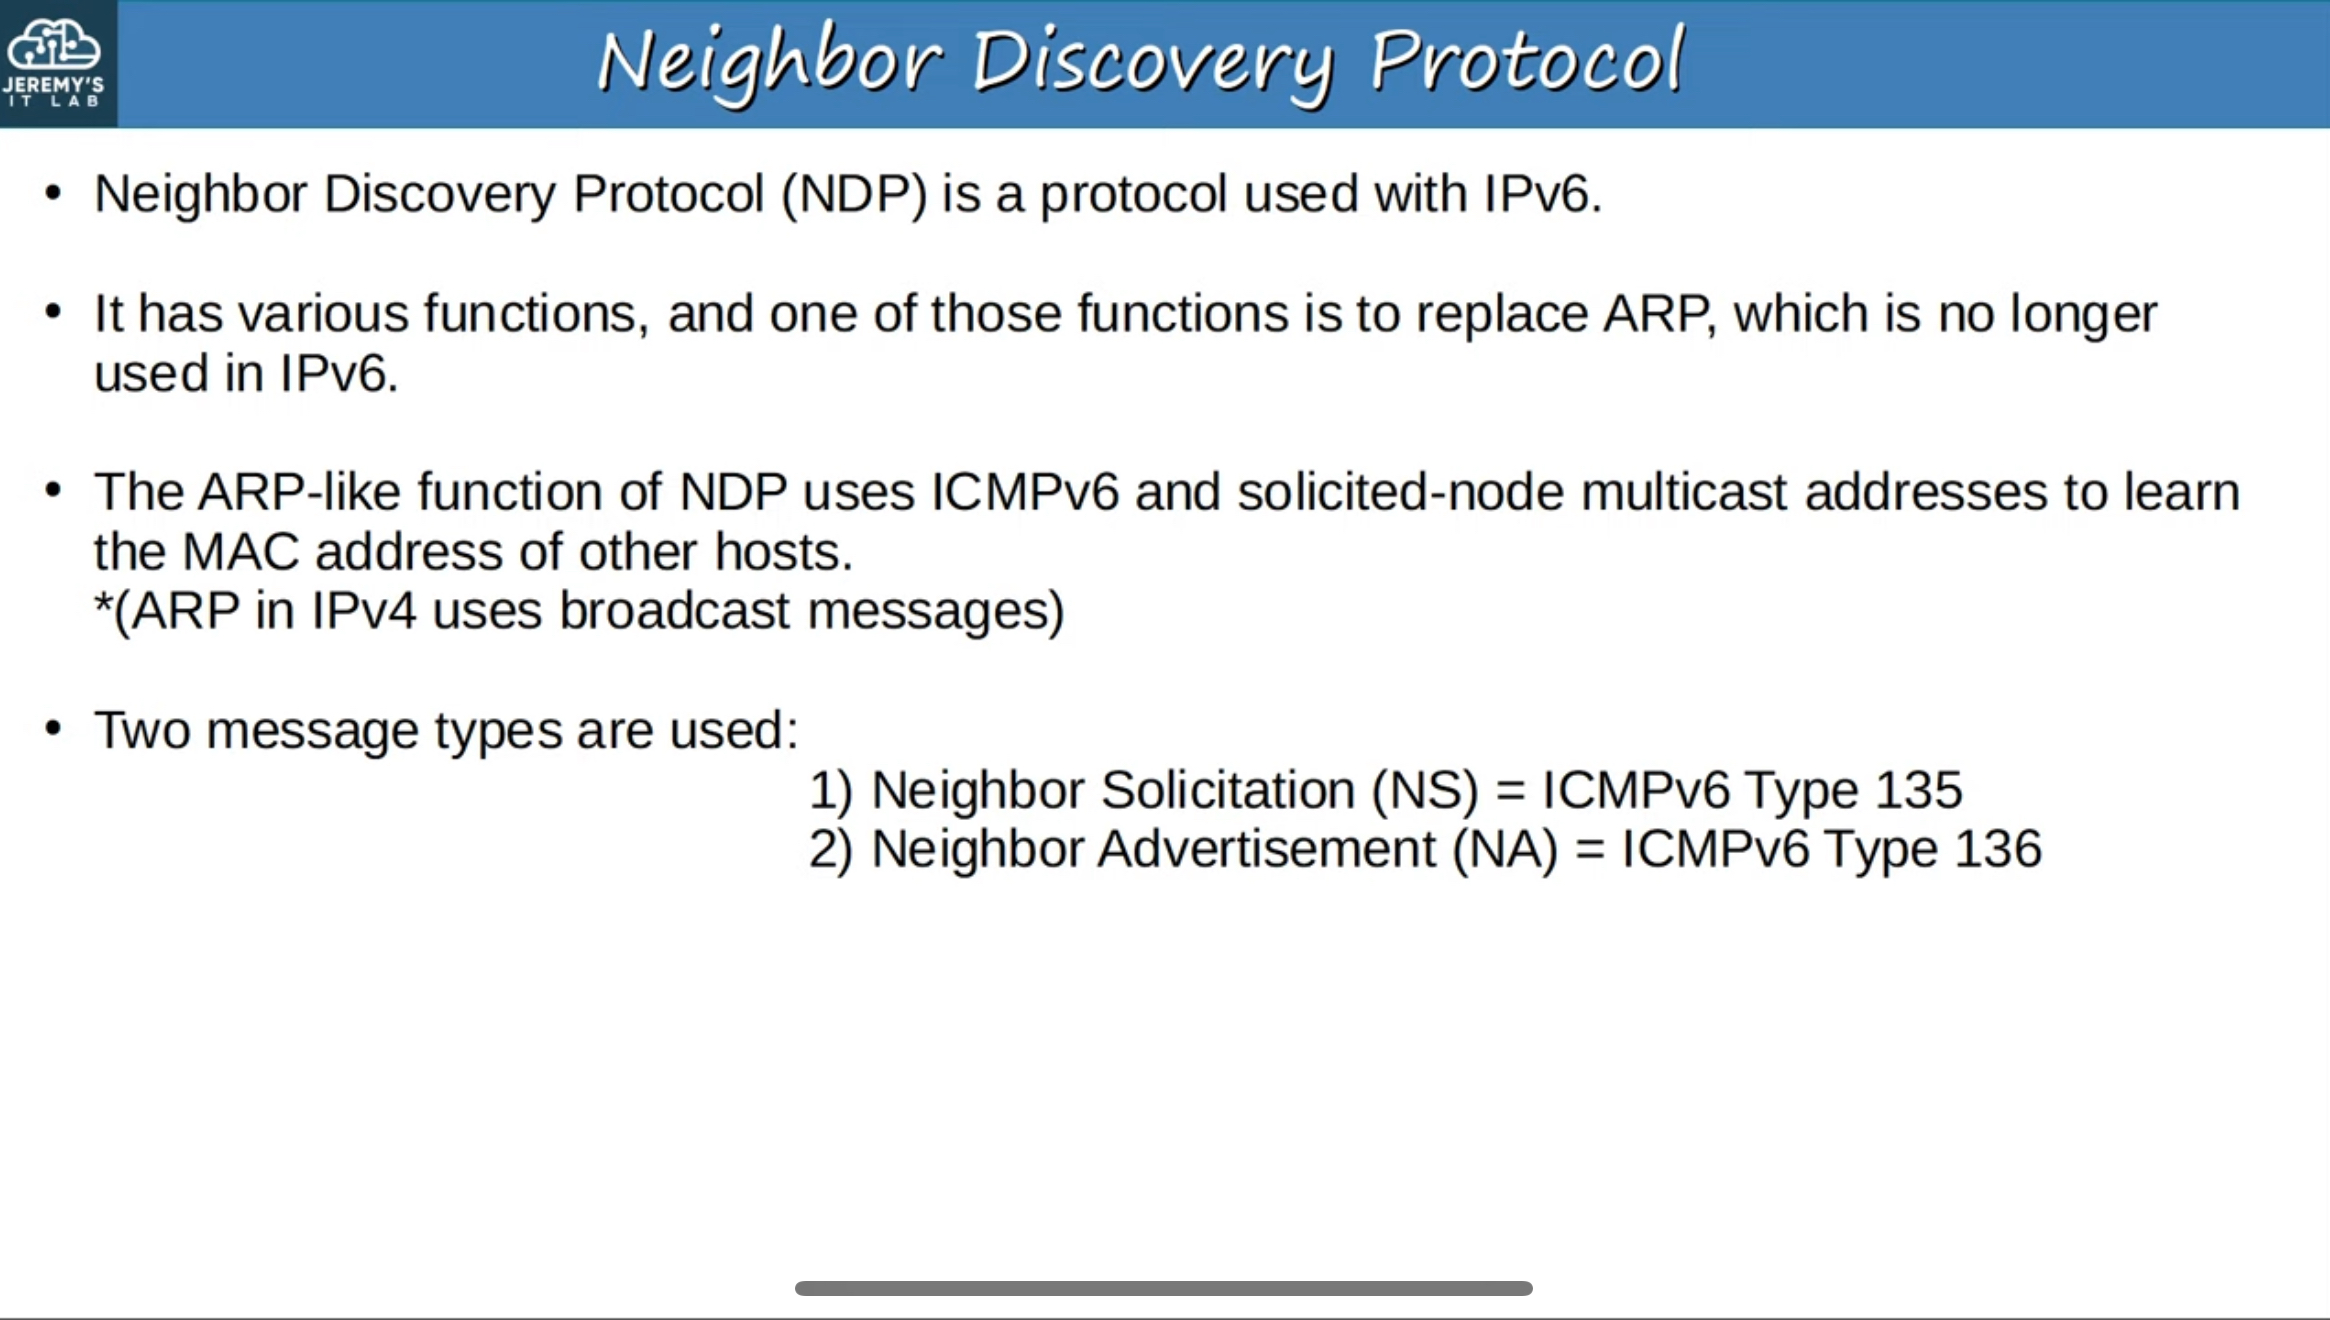 JEREMY'S
IT LAB
Neighbor Discovery Protocol
• Neighbor Discovery Protocol (NDP) is a protocol used with IPv6.
• It has various functions, and one of those functions is to replace ARP, which is no longer
used in IPv6.
• The ARP-like function of NDP uses ICMPv6 and solicited-node multicast addresses to learn
the MAC address of other hosts.
*(ARP in IPv4 uses broadcast messages)
• Two message types are used:
1) Neighbor Solicitation (NS) = ICMPv6 Type 135
2) Neighbor Advertisement (NA) = ICMPv6 Type 136